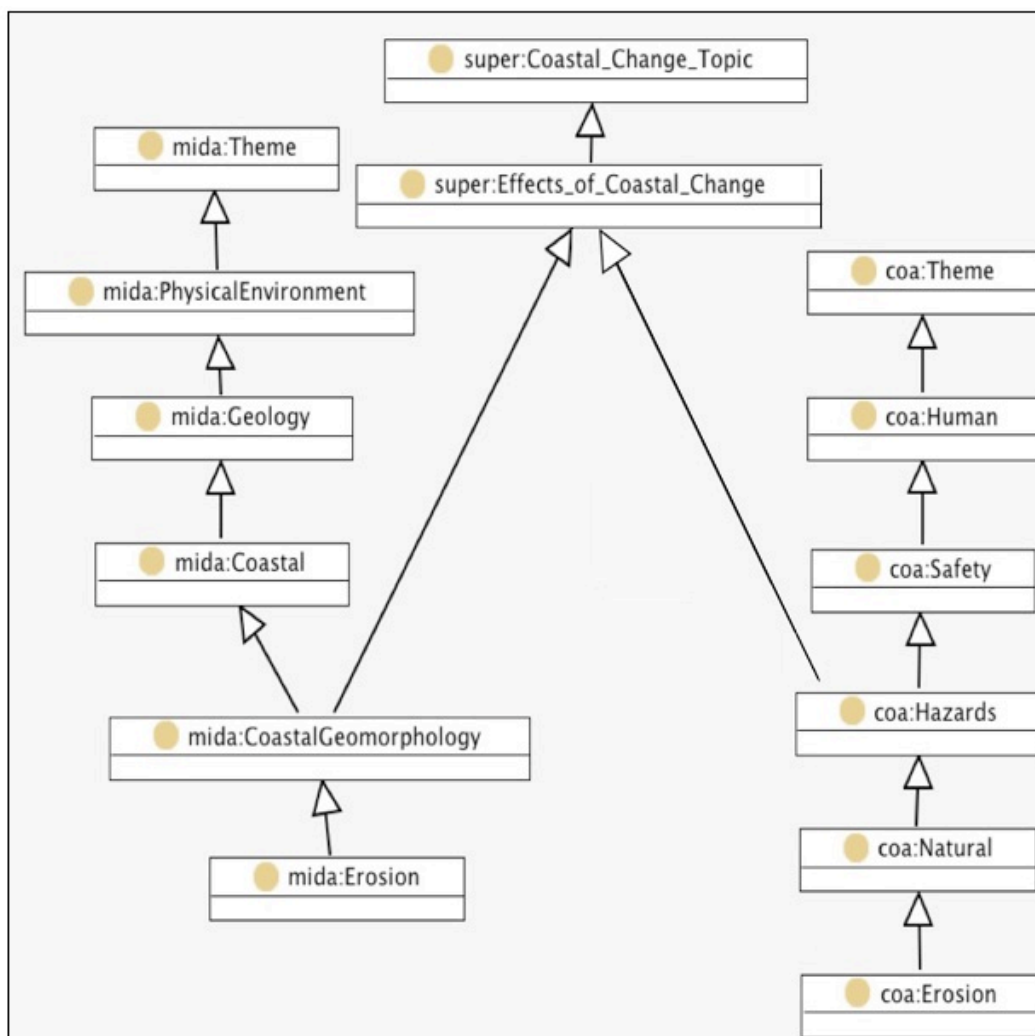 super:Coastal_Change_Topic
mida:Theme
super:Effects_of_Coastal_Change
coa:Theme
mida:PhysicalEnvironment
mida:Geology
coa:Human
mida:Coastal
coa:Safety
mida:CoastalGeomorphology
coa:Hazards
mida:Erosion
coa:Natural
coa:Erosion